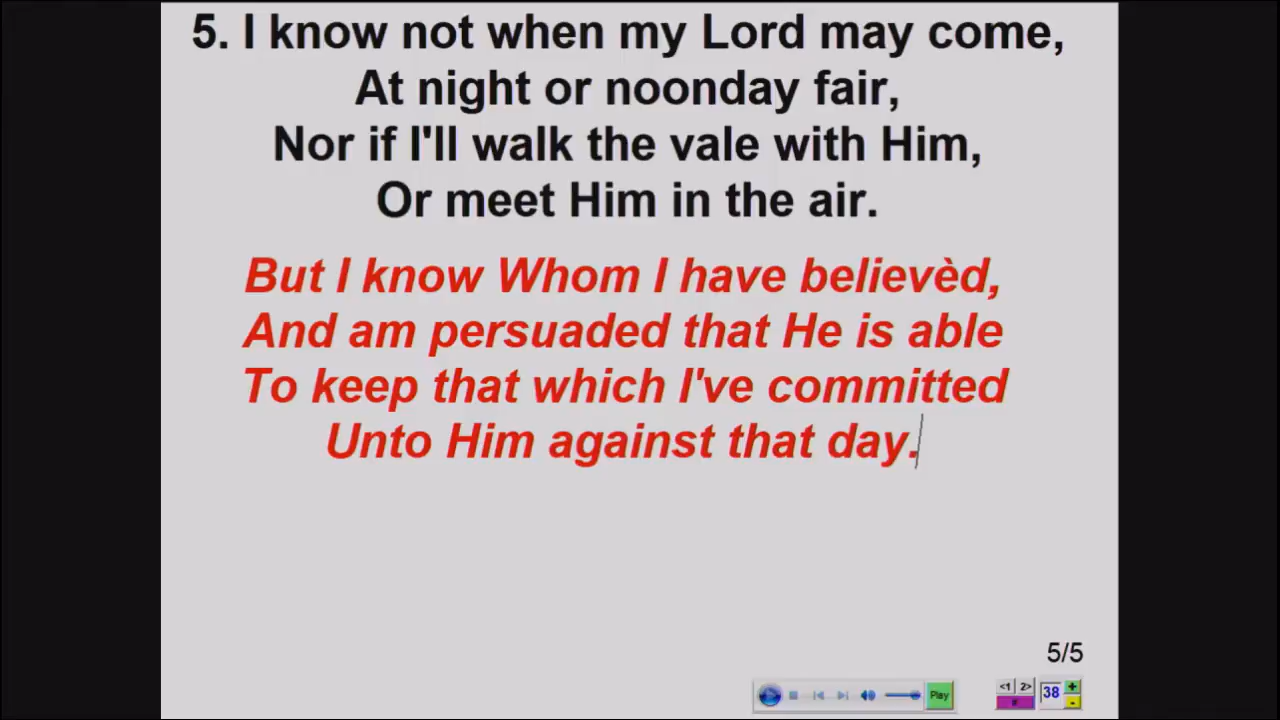 5. I know not when my Lord may come,
At night or noonday fair,
Nor if I'll walk the vale with Him,
Or meet Him in the air.
But I know Whom I have believèd,
And am persuaded that He is able
To keep that which I've committed
Unto Him against that day.
5/5
Play
<1 2>
#
38
+
-